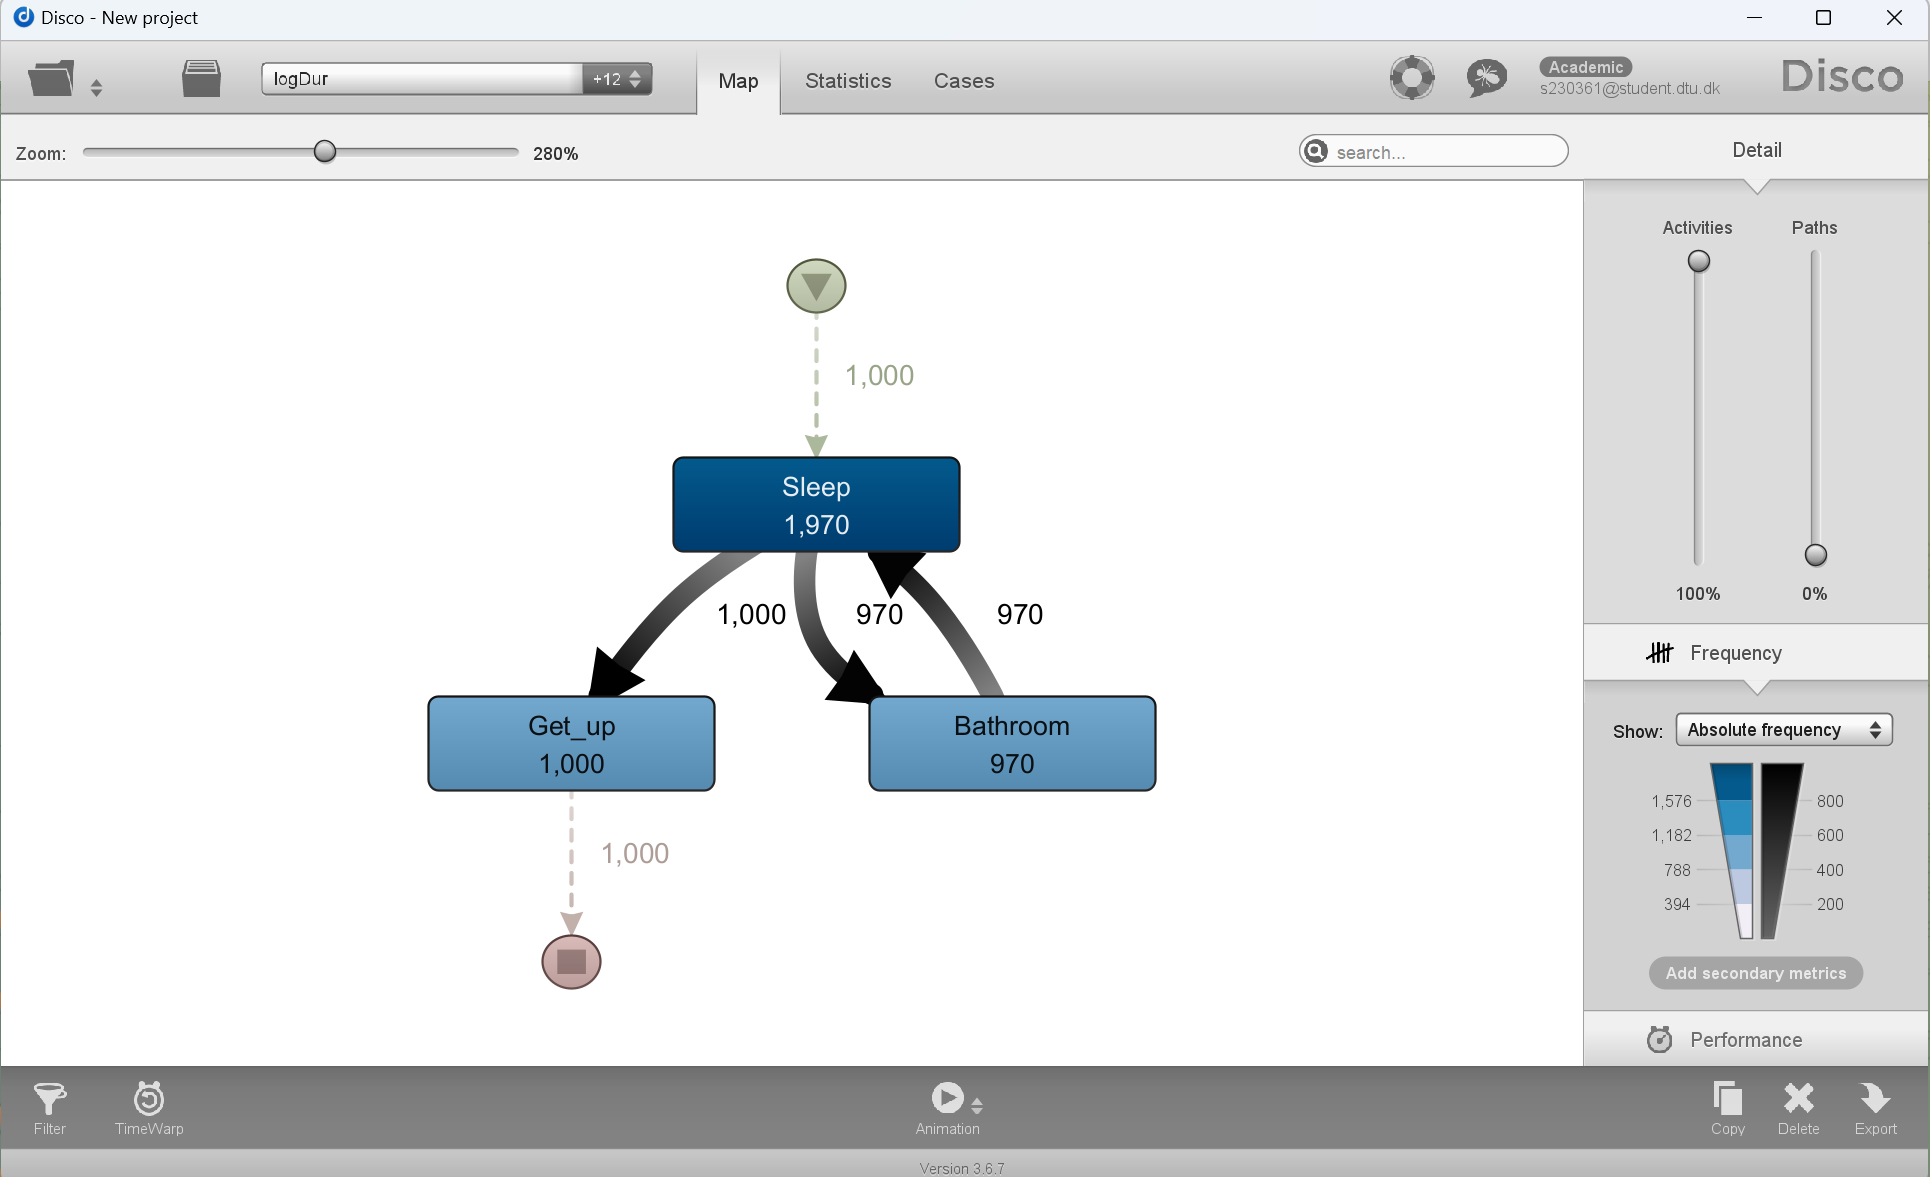 Disco - New project
logDur
+12
Map
Statistics
Cases
Academic
s230361@student.dtu.dk
Disco
Zoom:
280%
search...
Detail
Activities
Paths
1,000
Sleep
1,970
1,000
970
970
Get_up
1,000
Bathroom
970
1,000
100%
0%
Frequency
Show:
Absolute frequency
1,576
800
1,182
600
788
400
394
200
Add secondary metrics
Performance
Filter
TimeWarp
Animation
Copy
Delete
Export
Version 3.6.7